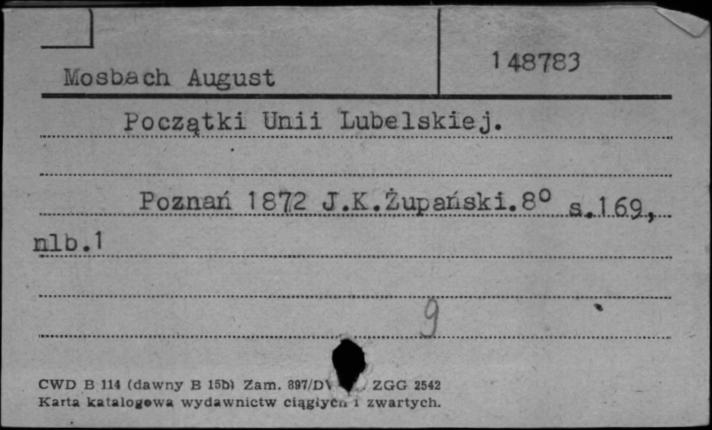 148783
Mosbach August
Początki Unii Lubelskiej.
Poznań 1872 J.K.Żupański.8° s.169,
nlb.1
9
CWD B 114 (dawny B 15b) Zam. 897/D ZGG 2542
Karta katalogowa wydawnictw ciągłych i zwartych.